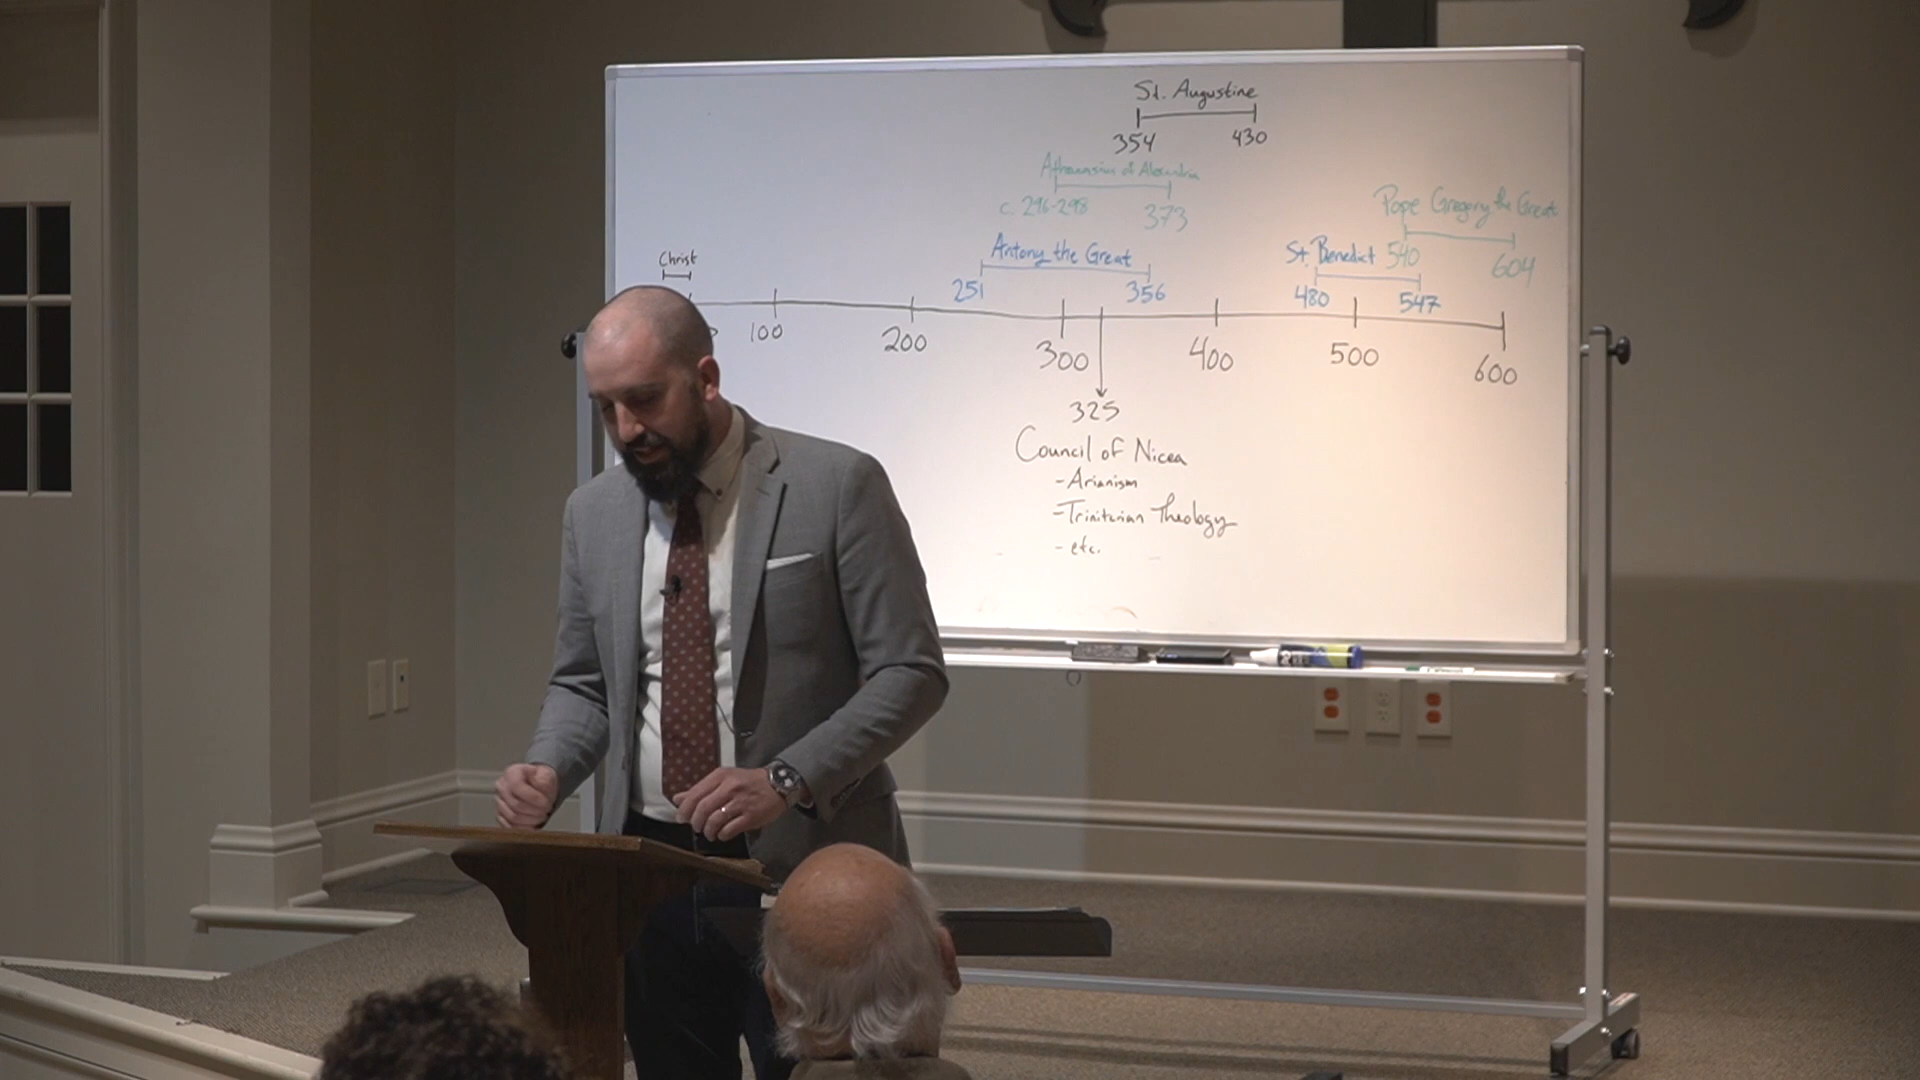 St. Augustine
354 430
Athanasius of Alexandria
c. 296-298 373
Pope Gregory the Great
540 604
Antony the Great
251 356
St. Benedict
480 547
Christ
100 200 300 400 500 600
325
Council of Nicea
-Arianism
-Trinitarian Theology
-etc.